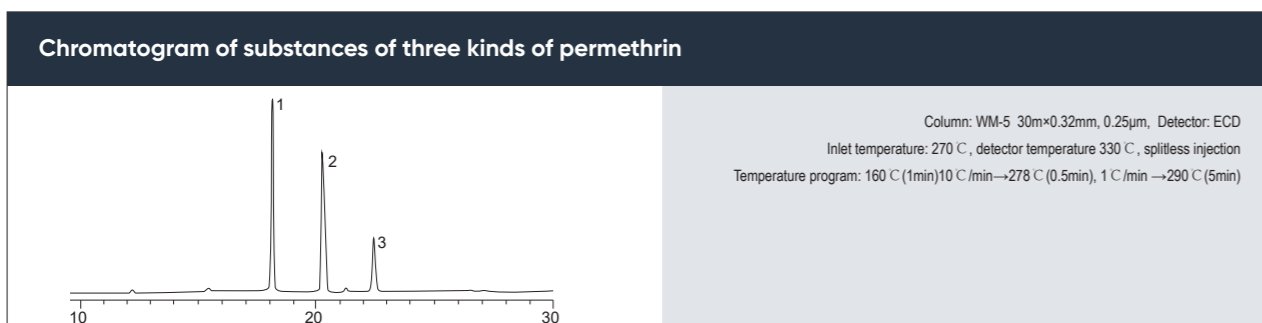 Chromatogram of substances of three kinds of permethrin
Column: WM-5 30m×0.32mm, 0.25μm, Detector: ECD
Inlet temperature: 270℃, detector temperature 330℃, splitless injection
Temperature program: 160℃(1min)10℃/min→278℃(0.5min), 1℃/min →290℃(5min)
1
2
3
10 20 30